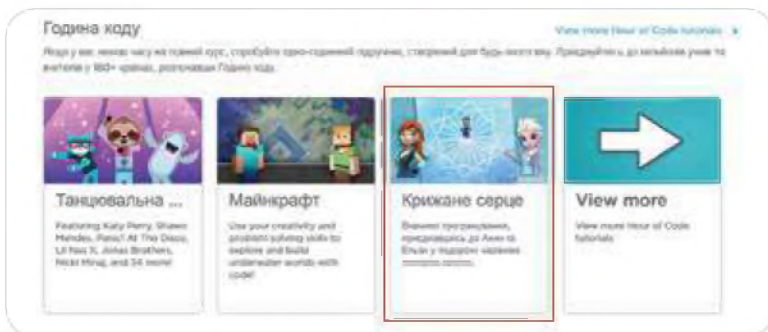 Година коду
View more Hour of Code tutorials
Якщо у вас немає часу на повний курс, спробуйте одно-годинний підручник, створений для будь-якого віку. Приєднуйтесь до мільйонів учнів та
вчителів у 180+ країнах, розпочавши Годину коду.
Танцювальна ...
Featuring Katy Perry, Shawn
Mendes, Panic! At The Disco,
Lil Nas X, Jonas Brothers,
Nicki Minaj, and 34 more!
Майнкрафт
Use your creativity and
problem solving skills to
explore and build
underwater worlds with
code!
Крижане серце
Вивчимо програмування,
приєднавшись до Анни та
Ельзи у подорожі чарівною
View more
View more Hour of Code
tutorials